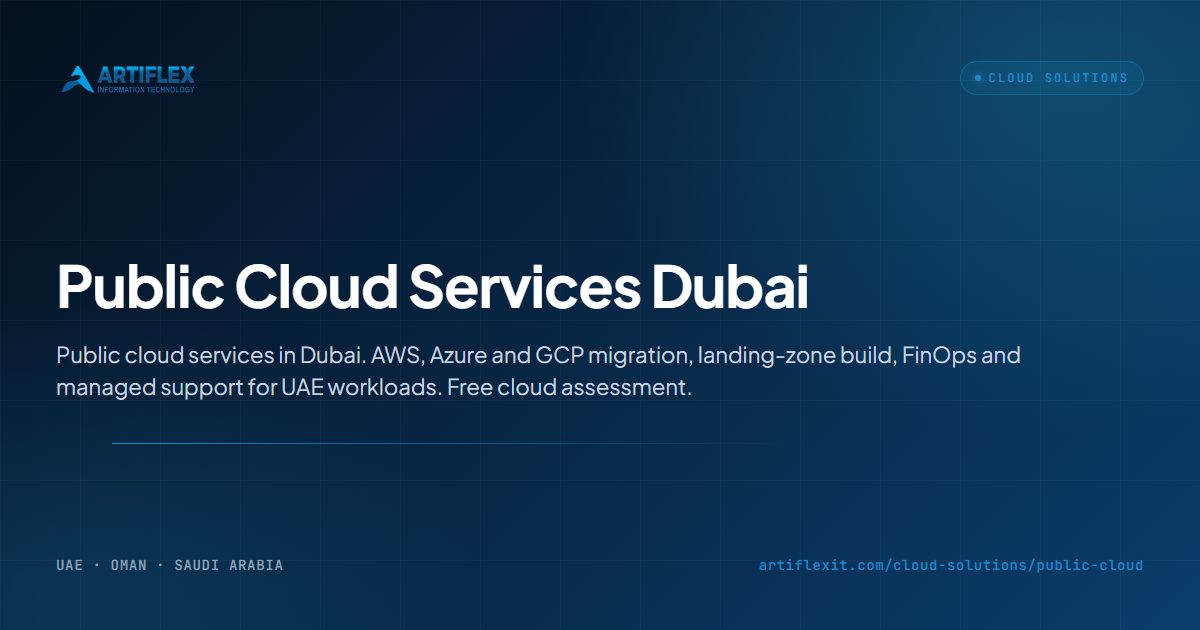 ARTIFLEX
INFORMATION TECHNOLOGY
CLOUD SOLUTIONS
Public Cloud Services Dubai
Public cloud services in Dubai. AWS, Azure and GCP migration, landing-zone build, FinOps and
managed support for UAE workloads. Free cloud assessment.
UAE · OMAN · SAUDI ARABIA
artiflexit.com/cloud-solutions/public-cloud